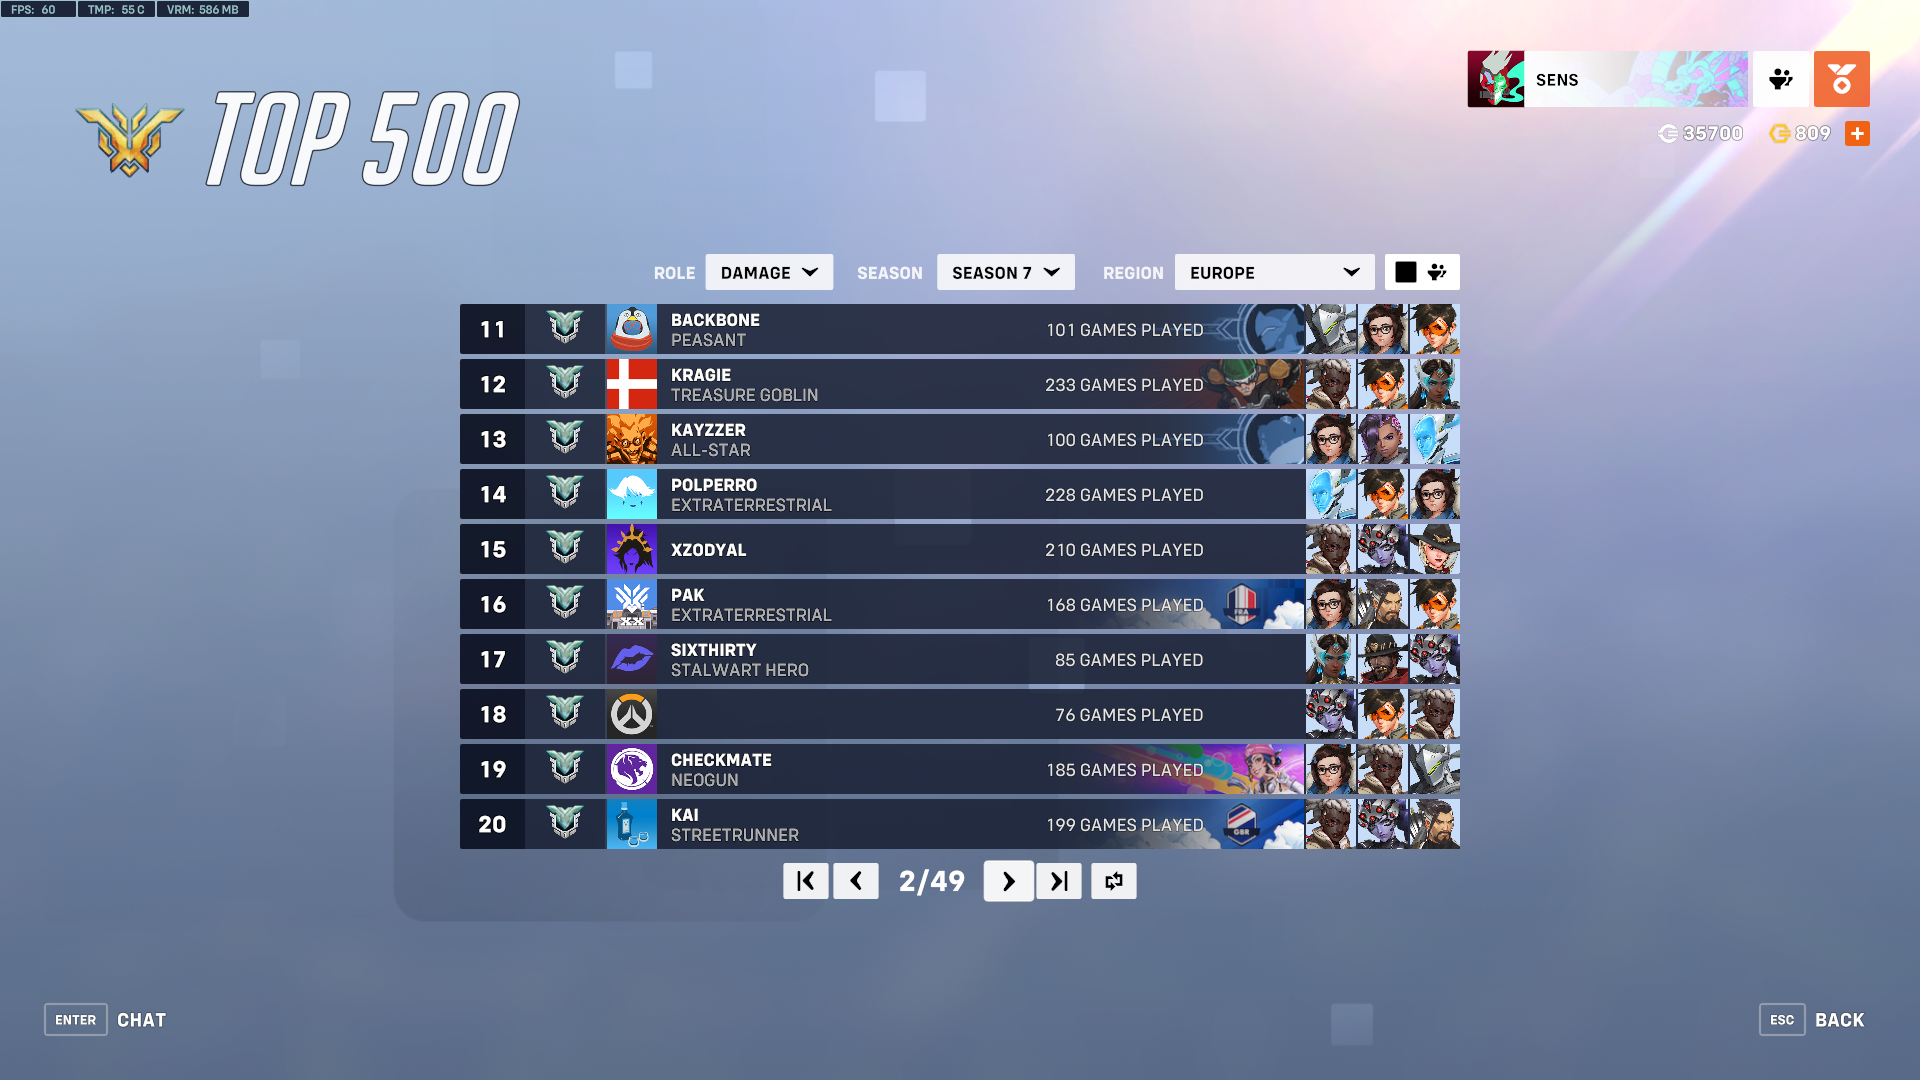 FPS: 60 TMP: 55 C VRM: 586 MB
TOP 500
SENS
35700 809
ROLE DAMAGE SEASON SEASON 7 REGION EUROPE
11 BACKBONE
PEASANT
101 GAMES PLAYED
12 KRAGIE
TREASURE GOBLIN
233 GAMES PLAYED
13 KAYZZER
ALL-STAR
100 GAMES PLAYED
14 POLPERRO
EXTRATERRESTRIAL
228 GAMES PLAYED
15 XZODYAL
210 GAMES PLAYED
16 PAK
EXTRATERRESTRIAL
168 GAMES PLAYED
FRA
17 SIXTHIRTY
STALWART HERO
85 GAMES PLAYED
18
76 GAMES PLAYED
19 CHECKMATE
NEOGUN
185 GAMES PLAYED
20 KAI
STREETRUNNER
199 GAMES PLAYED
GBR
2/49
ENTER CHAT
ESC BACK